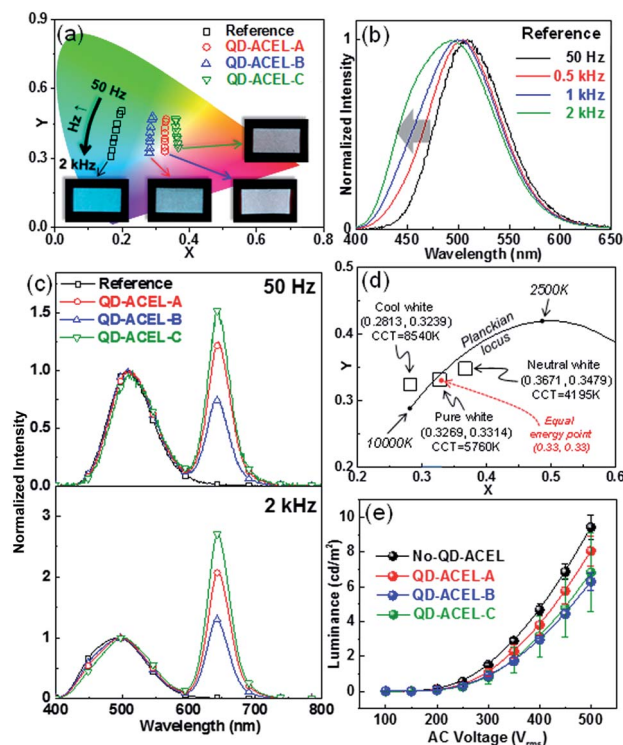 (a)
Reference
QD-ACEL-A
QD-ACEL-B
QD-ACEL-C
50 Hz
Hz ↑
2 kHz
Y
0.8
0.6
0.4
0.3
0.2
0.0
0.0
0.2
0.4
0.6
0.8
X
(b)
Reference
50 Hz
0.5 kHz
1 kHz
2 kHz
Normalized Intensity
1
0
400 450 500 550 600 650
Wavelength (nm)
(c)
Reference
QD-ACEL-A
QD-ACEL-B
QD-ACEL-C
50 Hz
1.5
1.0
0.5
0.0
2 kHz
3
2
1
0
Normalized Intensity
400 500 600 700 800
Wavelength (nm)
(d)
2500K
Cool white
(0.2813, 0.3239)
CCT=8540K
Planckian
locus
Neutral white
(0.3671, 0.3479)
CCT=4195K
10000K
Pure white
(0.3269, 0.3314)
CCT=5760K
Equal
energy point
(0.33, 0.33)
Y
0.5
0.4
0.3
0.2
0.2 0.3 0.4 0.5 0.6
X
(e)
No-QD-ACEL
QD-ACEL-A
QD-ACEL-B
QD-ACEL-C
Luminance (cd/m²)
10
8
6
4
2
0
100 200 300 400 500
AC Voltage (Vrms)